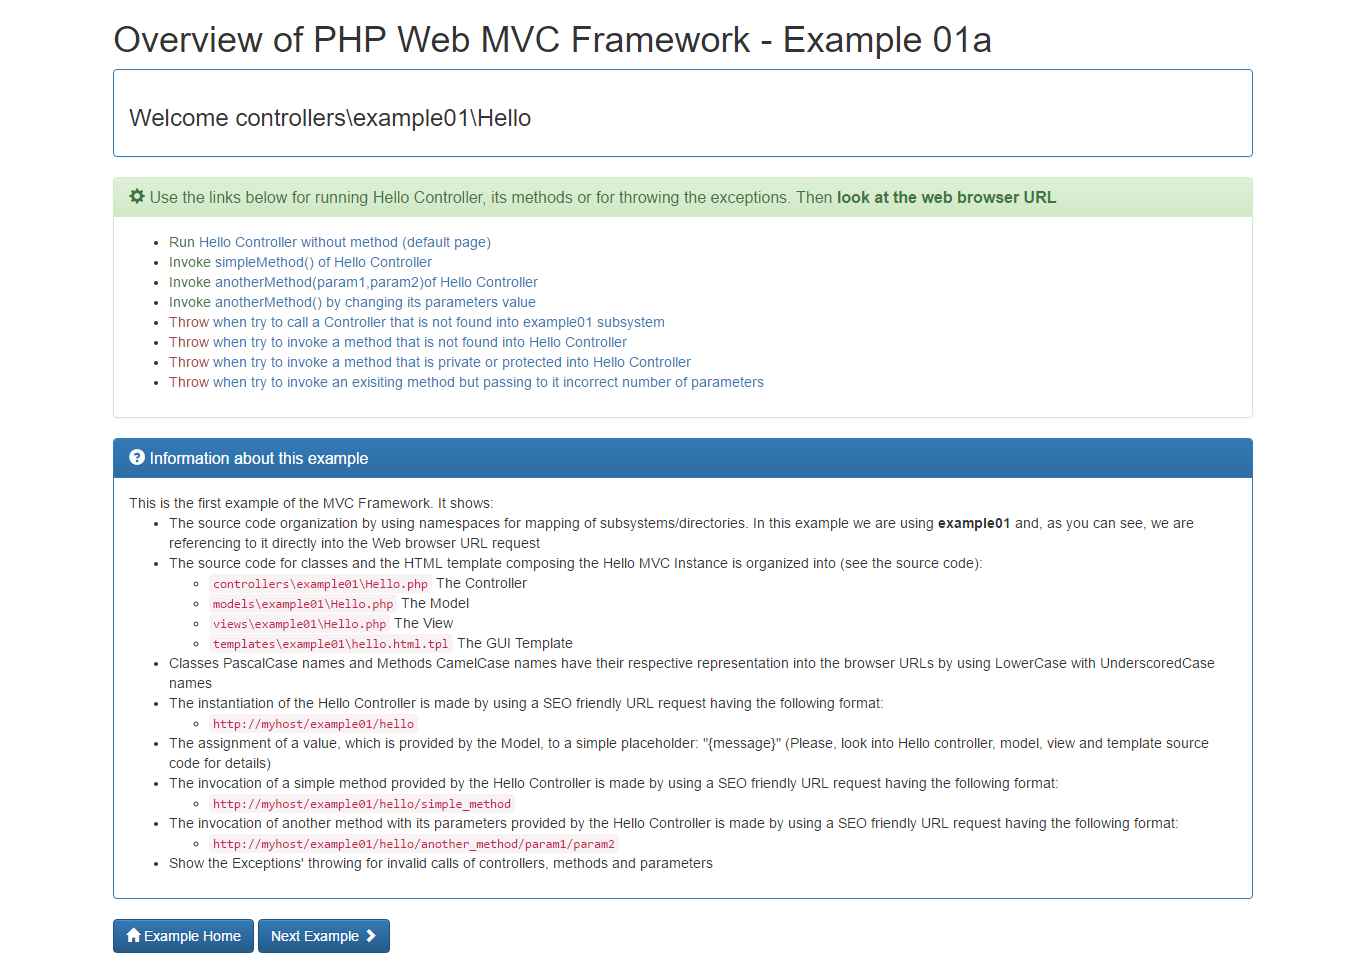 Overview of PHP Web MVC Framework - Example 01a
Welcome controllers\example01\Hello
Use the links below for running Hello Controller, its methods or for throwing the exceptions. Then look at the web browser URL
Run Hello Controller without method (default page)
Invoke simpleMethod() of Hello Controller
Invoke anotherMethod(param1,param2)of Hello Controller
Invoke anotherMethod() by changing its parameters value
Throw when try to call a Controller that is not found into example01 subsystem
Throw when try to invoke a method that is not found into Hello Controller
Throw when try to invoke a method that is private or protected into Hello Controller
Throw when try to invoke an exisiting method but passing to it incorrect number of parameters
Information about this example
This is the first example of the MVC Framework. It shows:
The source code organization by using namespaces for mapping of subsystems/directories. In this example we are using example01 and, as you can see, we are
referencing to it directly into the Web browser URL request
The source code for classes and the HTML template composing the Hello MVC Instance is organized into (see the source code):
controllers\example01\Hello.php The Controller
models\example01\Hello.php The Model
views\example01\Hello.php The View
templates\example01\hello.html.tpl The GUI Template
Classes PascalCase names and Methods CamelCase names have their respective representation into the browser URLs by using LowerCase with UnderscoredCase
names
The instantiation of the Hello Controller is made by using a SEO friendly URL request having the following format:
http://myhost/example01/hello
The assignment of a value, which is provided by the Model, to a simple placeholder: "{message}" (Please, look into Hello controller, model, view and template source
code for details)
The invocation of a simple method provided by the Hello Controller is made by using a SEO friendly URL request having the following format:
http://myhost/example01/hello/simple_method
The invocation of another method with its parameters provided by the Hello Controller is made by using a SEO friendly URL request having the following format:
http://myhost/example01/hello/another_method/param1/param2
Show the Exceptions' throwing for invalid calls of controllers, methods and parameters
Example Home Next Example